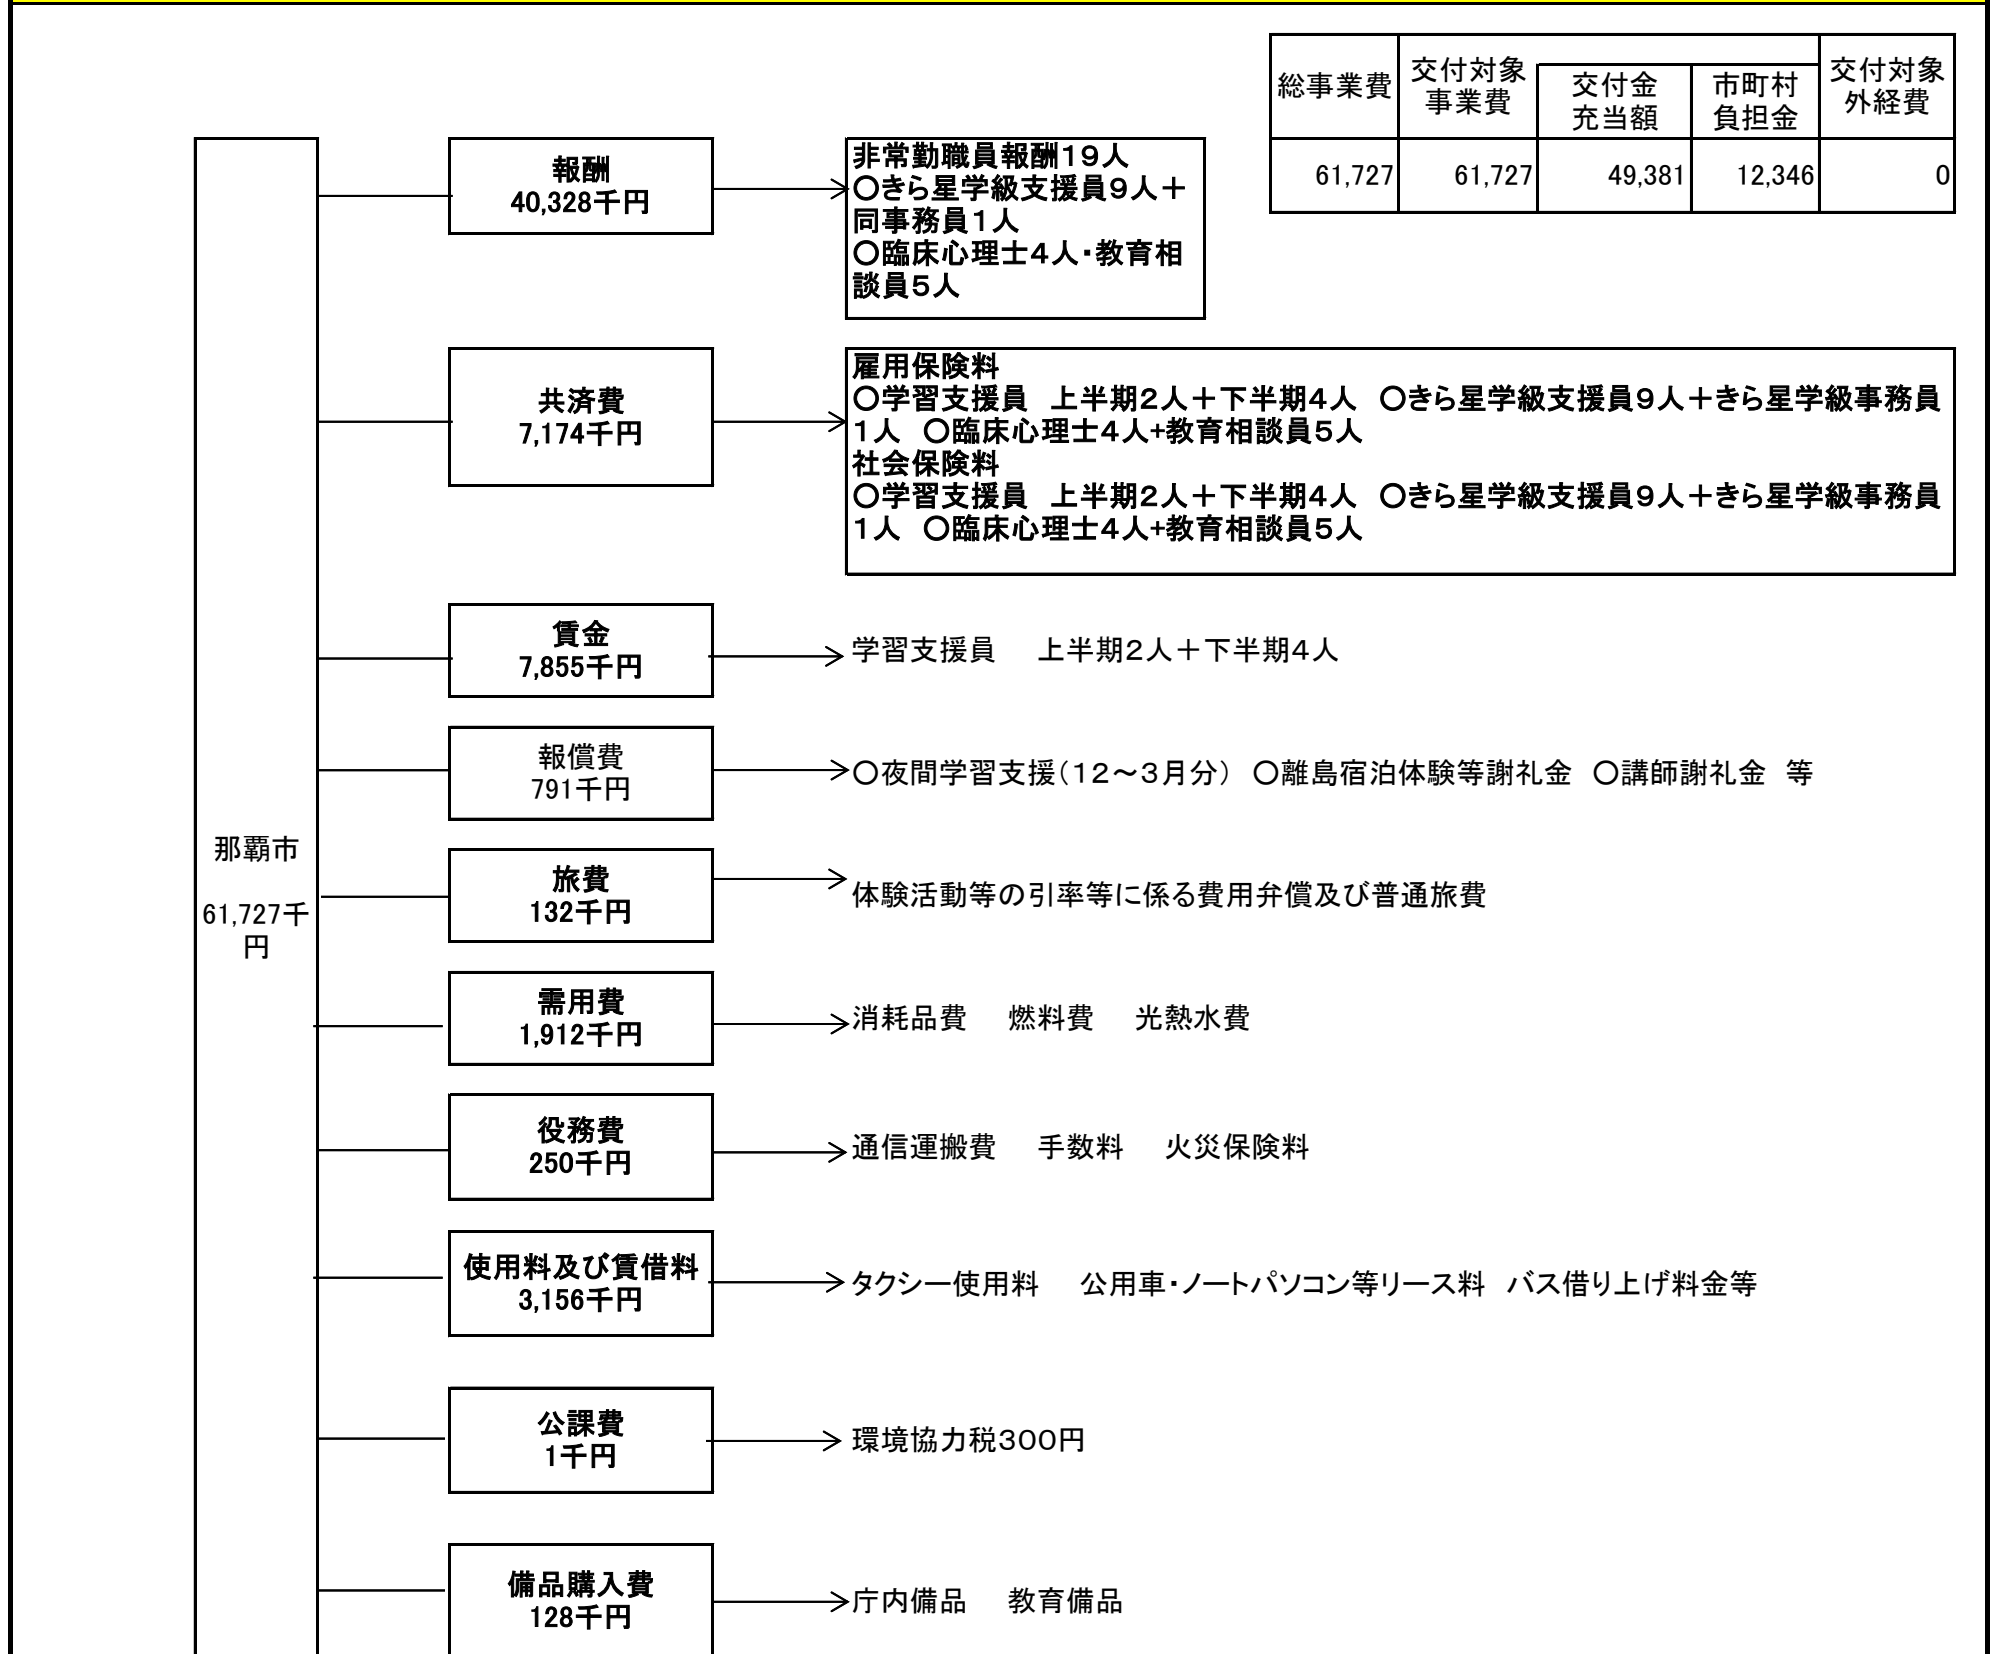 総事業費
交付対象
事業費
交付金
充当額
市町村
負担金
交付対象
外経費
61,727
61,727
49,381
12,346
0
那覇市
61,727千
円
報酬
40,328千円
非常勤職員報酬19人
○きら星学級支援員9人＋
同事務員1人
○臨床心理士4人・教育相
談員5人
共済費
7,174千円
雇用保険料
○学習支援員　上半期2人＋下半期4人　○きら星学級支援員9人＋きら星学級事務員
1人　○臨床心理士4人+教育相談員5人
社会保険料
○学習支援員　上半期2人＋下半期4人　○きら星学級支援員9人＋きら星学級事務員
1人　○臨床心理士4人+教育相談員5人
賃金
7,855千円
学習支援員　上半期2人＋下半期4人
報償費
791千円
○夜間学習支援（12～3月分）　○離島宿泊体験等謝礼金　○講師謝礼金　等
旅費
132千円
体験活動等の引率等に係る費用弁償及び普通旅費
需用費
1,912千円
消耗品費　燃料費　光熱水費
役務費
250千円
通信運搬費　手数料　火災保険料
使用料及び賃借料
3,156千円
タクシー使用料　公用車・ノートパソコン等リース料　バス借り上げ料金等
公課費
1千円
環境協力税300円
備品購入費
128千円
庁内備品　教育備品